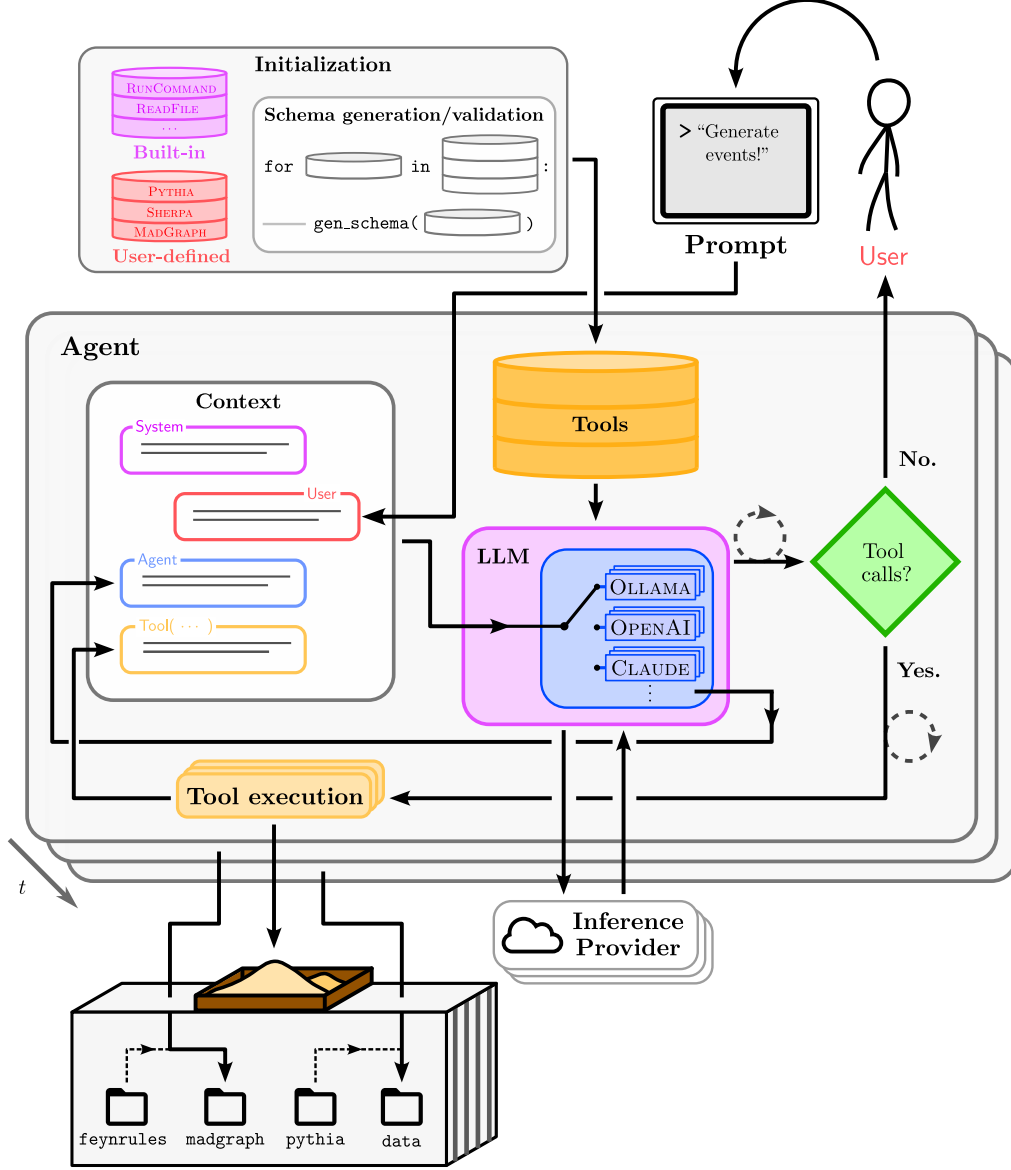 Initialization
RUNCOMMAND
READFILE
...
Built-in
PYTHIA
SHERPA
MADGRAPH
User-defined
Schema generation/validation
for in :
gen_schema( )
> “Generate
events!”
Prompt
User
Agent
Context
System
User
Agent
Tool( ··· )
Tools
LLM
OLLAMA
OPENAI
CLAUDE
⋮
No.
Tool
calls?
Yes.
Tool execution
t
Inference
Provider
feynrules madgraph pythia data